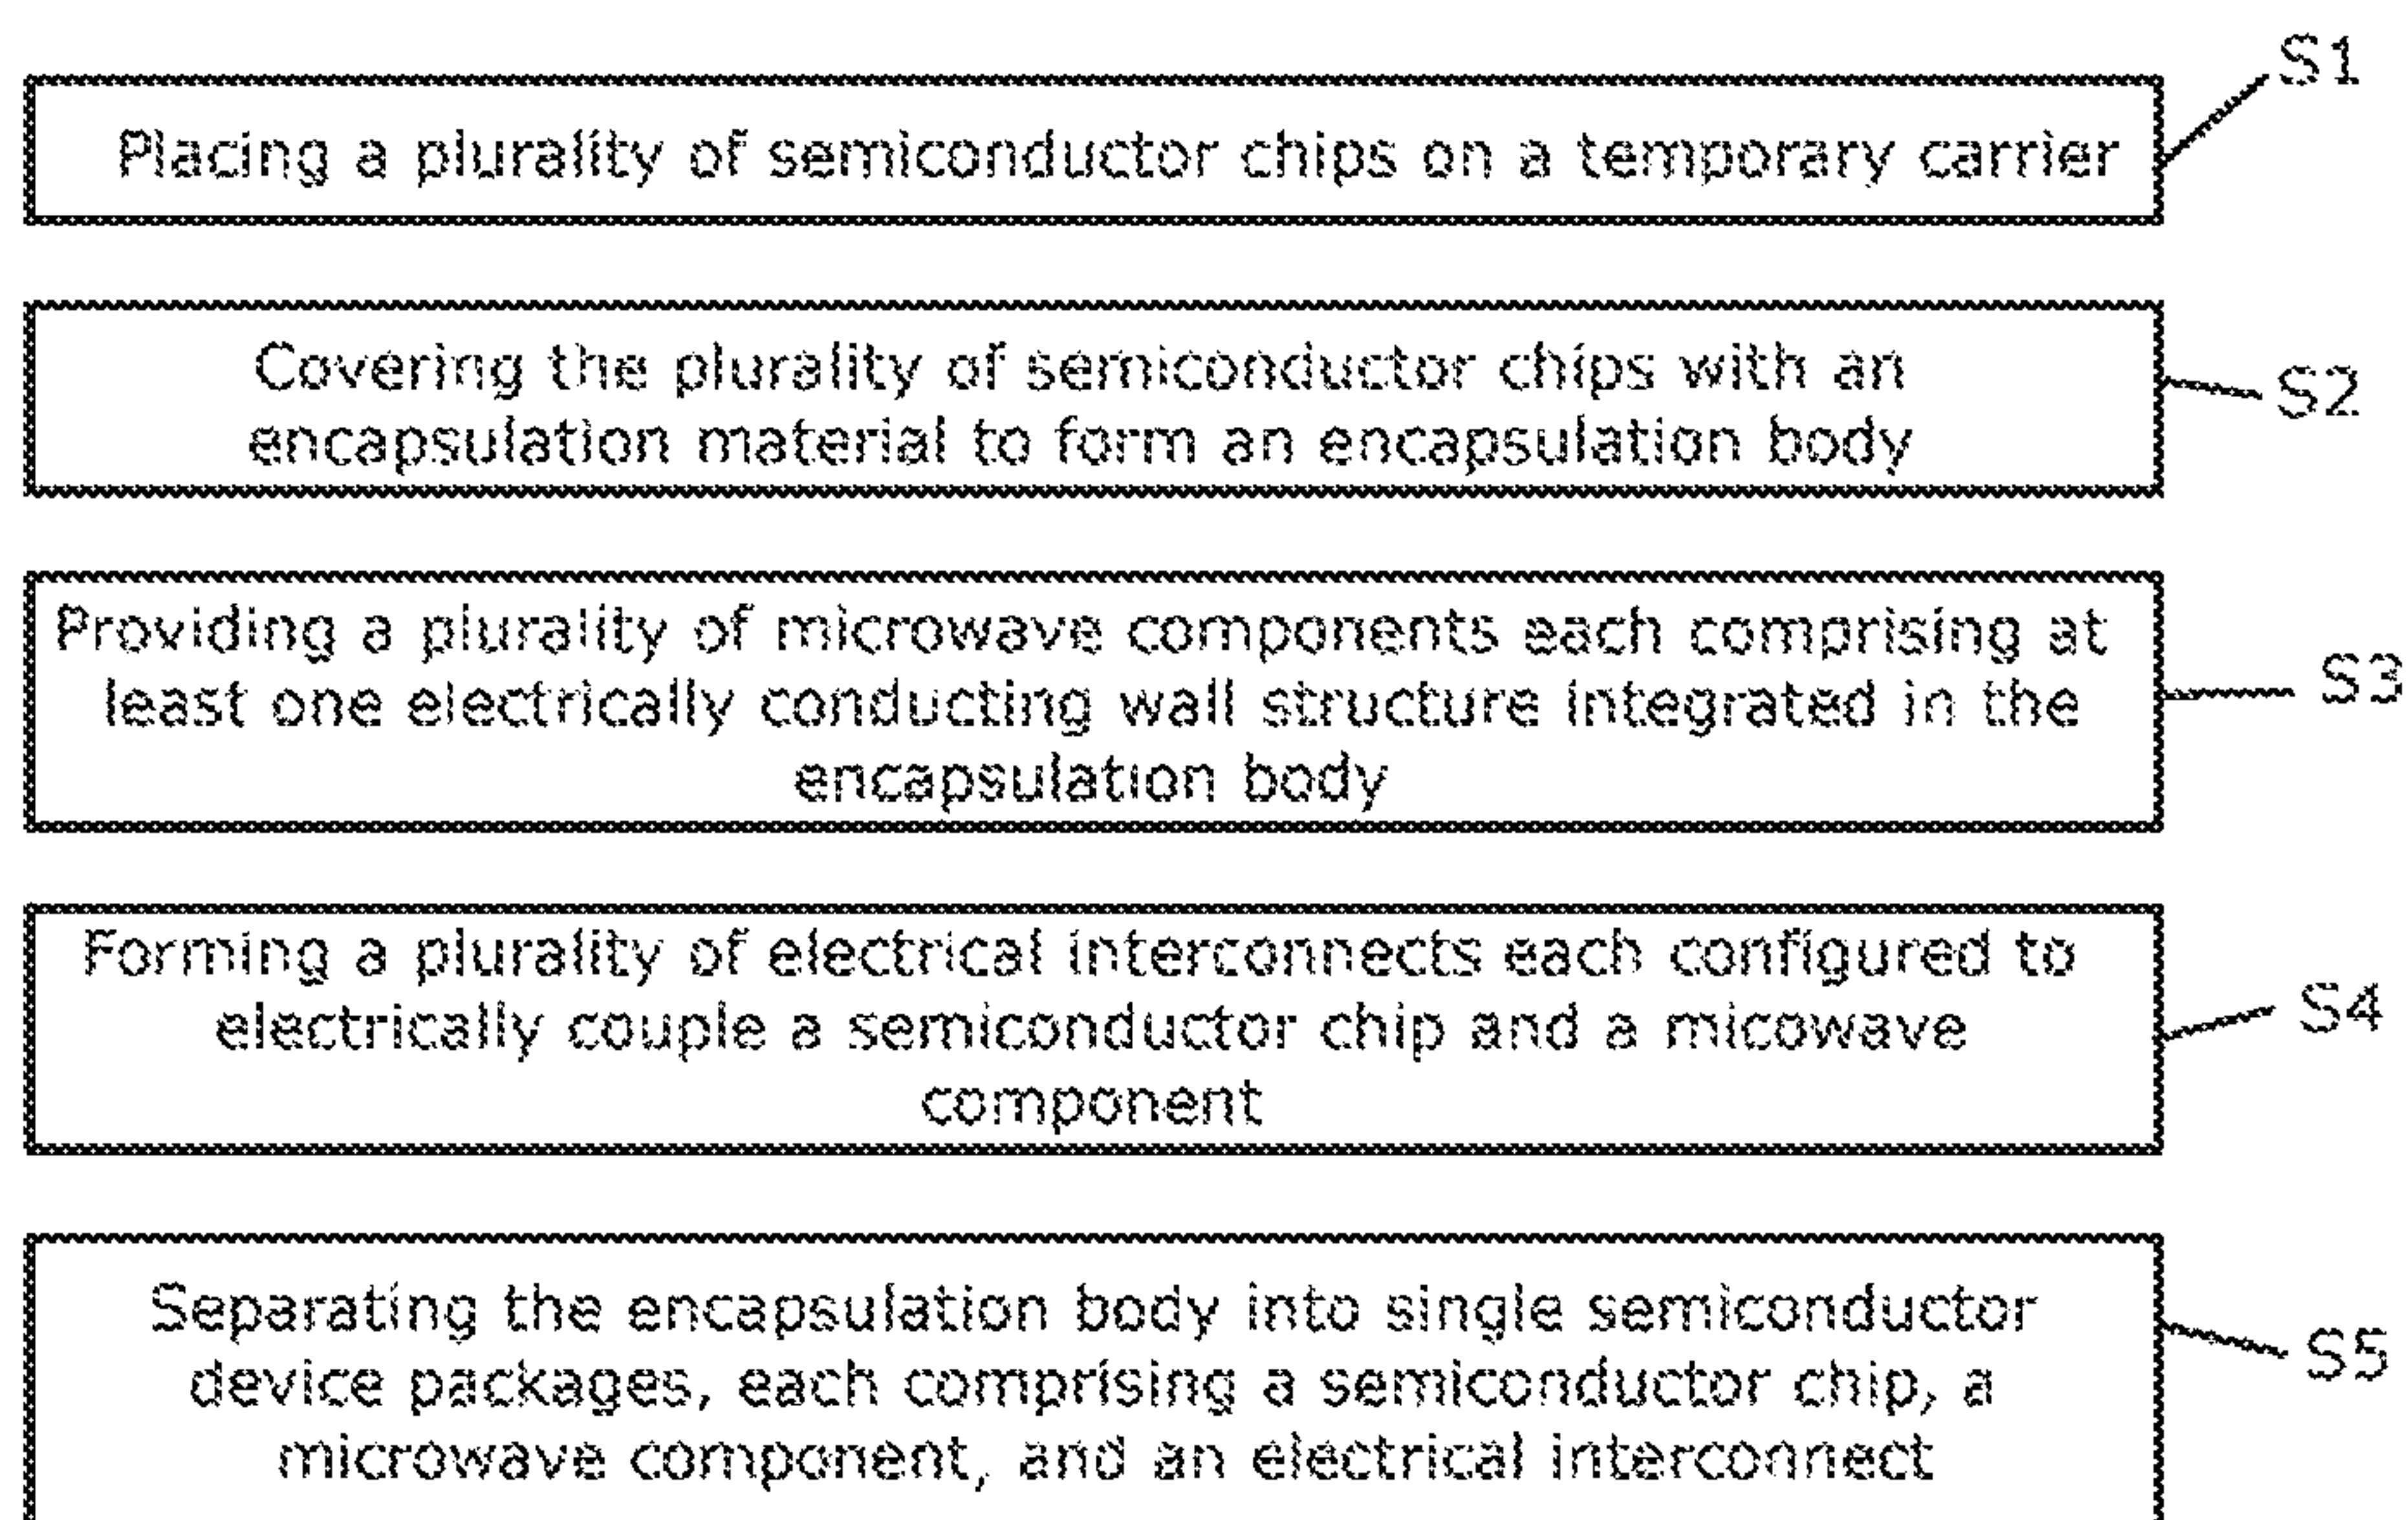 S1
Placing a plurality of semiconductor chips on a temporary carrier
Covering the plurality of semiconductor chips with an
S2
encapsulation material to form an encapsulation body
Providing a plurality of microwave components each comprising at
least one electrically conducting wall structure integrated in the
S3
encapsulation body
Forming a plurality of electrical interconnects each configured to
electrically couple a semiconductor chip and a micowave
S4
component
Separating the encapsulation body into single semiconductor
device packages, each comprising a semiconductor chip, a
S5
microwave component, and an electrical interconnect